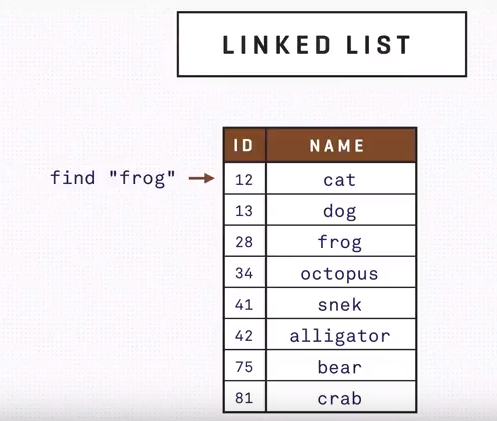 LINKED LIST
ID NAME
find "frog" 12 cat
13 dog
28 frog
34 octopus
41 snek
42 alligator
75 bear
81 crab